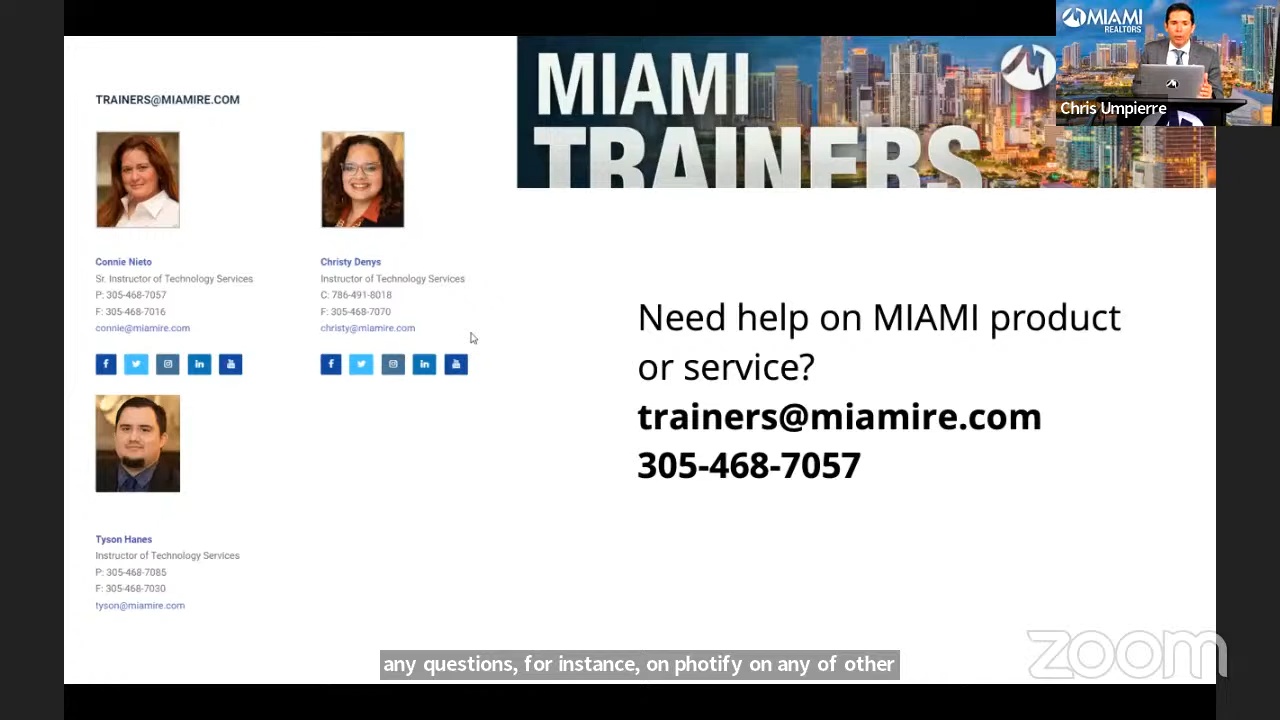 TRAINERS@MIAMIRE.COM
MIAMI
TRAINERS
MIAMI
REALTORS
Chris Umpierre
Connie Nieto
Sr. Instructor of Technology Services
P: 305-468-7057
F: 305-468-7016
connie@miamire.com
Christy Denys
Instructor of Technology Services
C: 786-491-8018
F: 305-468-7070
christy@miamire.com
Need help on MIAMI product
or service?
trainers@miamire.com
305-468-7057
Tyson Hanes
Instructor of Technology Services
P: 305-468-7085
F: 305-468-7030
tyson@miamire.com
any questions, for instance, on photify on any of other
zoom